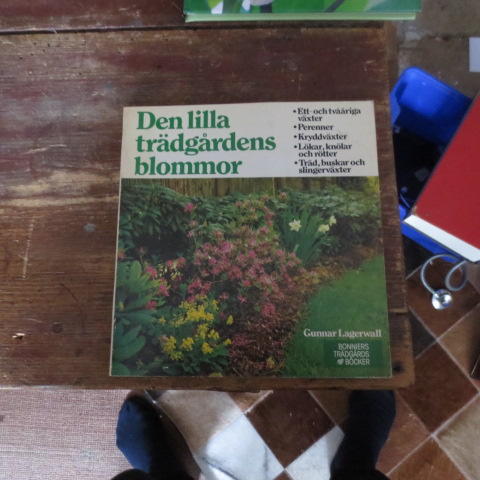 Den lilla
trädgårdens
blommor
• Ett- och tvååriga
växter
• Perenner
• Kryddväxter
• Lökar, knölar
och rötter
• Träd, buskar och
slingerväxter
Gunnar Lagerwall
BONNIERS
TRÄDGÅRDS
BÖCKER